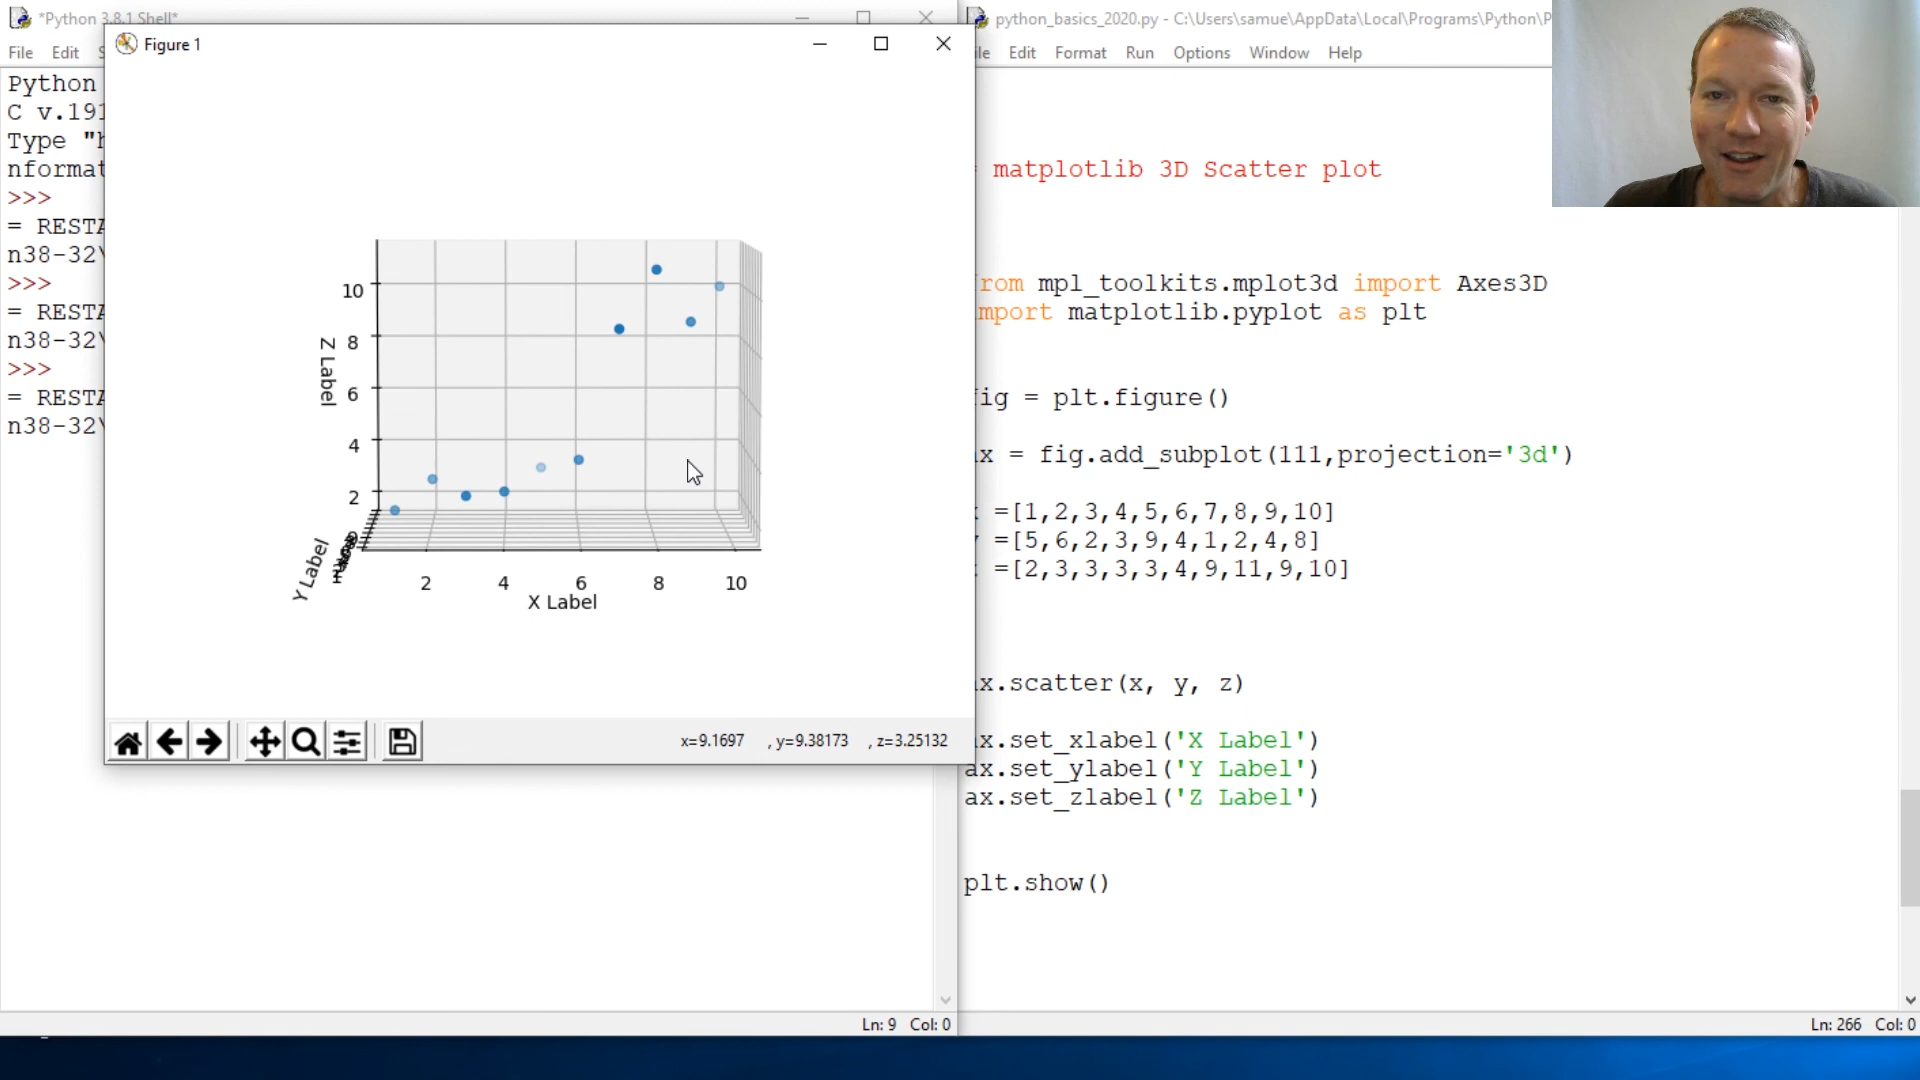 *Python 3.8.1 Shell*
File Edit S
Python
C v.191
Type "h
nformat
>>>
= RESTA
n38-32\
>>>
= RESTA
n38-32\
>>>
= RESTA
n38-32\
Ln: 9 Col: 0
Figure 1
10
8
6
4
2
Z Label
Y Label
2 4 6 8 10
X Label
x=9.1697 , y=9.38173 , z=3.25132
python_basics_2020.py - C:\Users\samue\AppData\Local\Programs\Python\P
ile Edit Format Run Options Window Help
matplotlib 3D Scatter plot
rom mpl_toolkits.mplot3d import Axes3D
mport matplotlib.pyplot as plt
fig = plt.figure()
ax = fig.add_subplot(111,projection='3d')
x =[1,2,3,4,5,6,7,8,9,10]
y =[5,6,2,3,9,4,1,2,4,8]
z =[2,3,3,3,3,4,9,11,9,10]
ax.scatter(x, y, z)
ax.set_xlabel('X Label')
ax.set_ylabel('Y Label')
ax.set_zlabel('Z Label')
plt.show()
Ln: 266 Col: 0